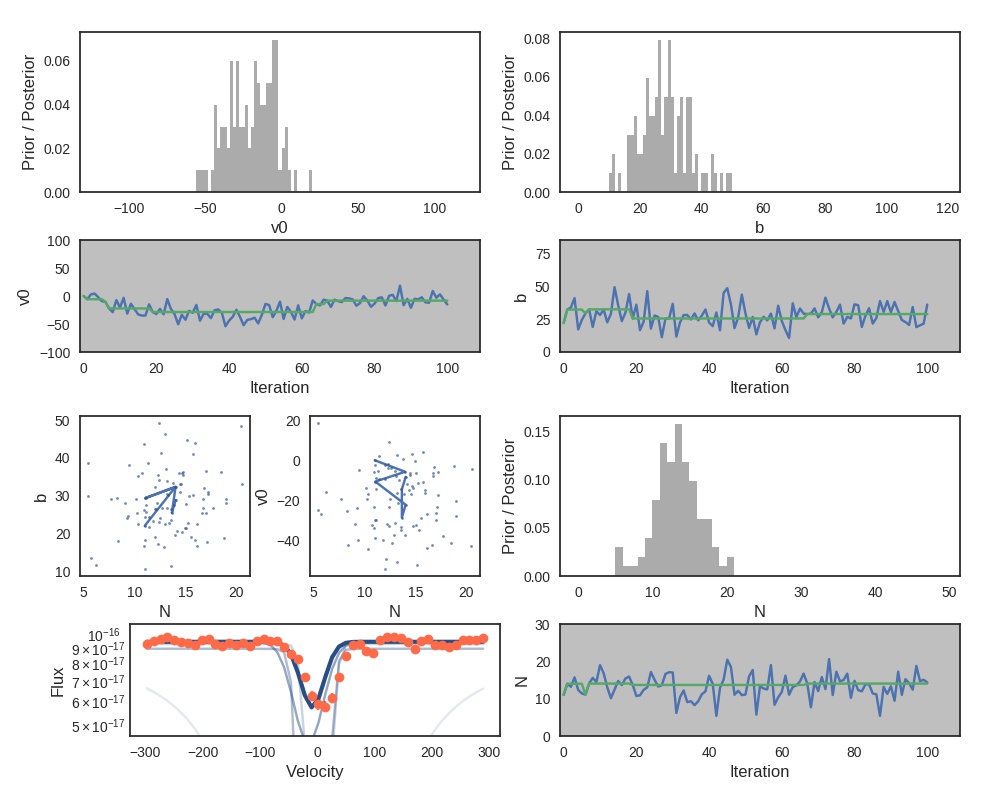 Prior / Posterior
0.06
0.04
0.02
0.00
−100 −50 0 50 100
v0
Prior / Posterior
0.08
0.06
0.04
0.02
0.00
0 20 40 60 80 100 120
b
v0
100
50
0
−50
−100
0 20 40 60 80 100
Iteration
b
75
50
25
0
0 20 40 60 80 100
Iteration
b
50
40
30
20
10
5 10 15 20
N
v0
20
0
−20
−40
5 10 15 20
N
Prior / Posterior
0.15
0.10
0.05
0.00
0 10 20 30 40 50
N
Flux
10⁻¹⁶
9 × 10⁻¹⁷
8 × 10⁻¹⁷
7 × 10⁻¹⁷
6 × 10⁻¹⁷
5 × 10⁻¹⁷
−300 −200 −100 0 100 200 300
Velocity
N
30
20
10
0
0 20 40 60 80 100
Iteration